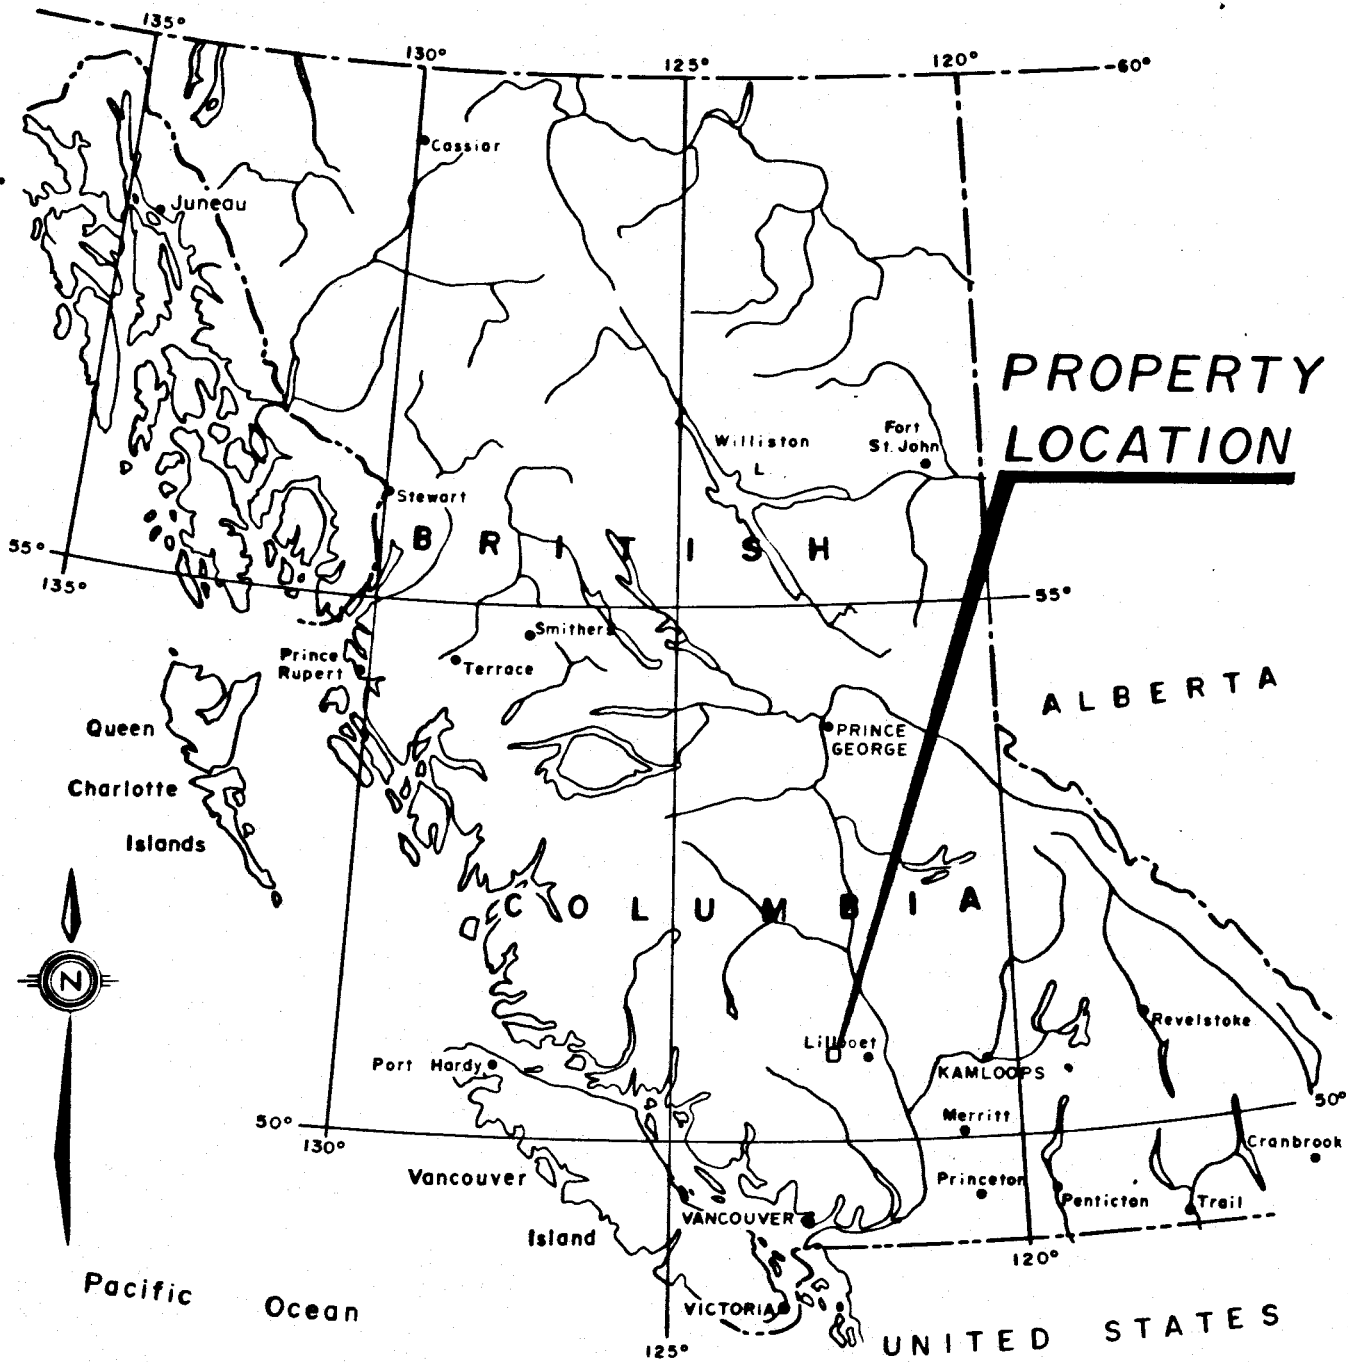 135°
130°
125°
120°
60°
Cassiar
Juneau
PROPERTY
LOCATION
Williston
L
Fort
St. John
Stewart
BRITISH
55°
135°
55°
Smithers
Terrace
Prince
Rupert
ALBERTA
Queen
Charlotte
Islands
PRINCE
GEORGE
COLUMBIA
N
Revelstoke
Lillooet
Port Hardy
KAMLOOPS
Merritt
50°
50°
130°
Cranbrook
Vancouver
Island
Princeton
Penticton
Trail
VANCOUVER
120°
Pacific Ocean
VICTORIA
125°
UNITED STATES